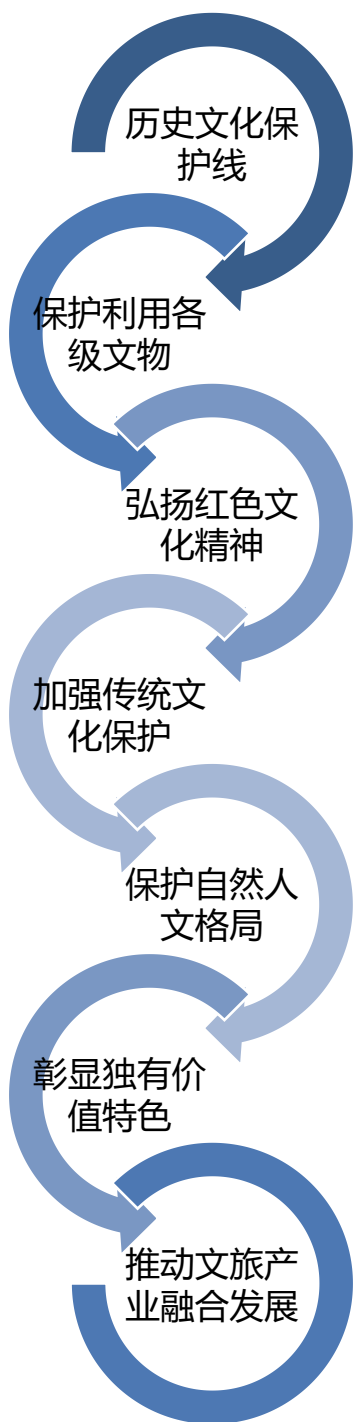 历史文化保
护线
保护利用各
级文物
弘扬红色文
化精神
加强传统文
化保护
保护自然人
文格局
彰显独有价
值特色
推动文旅产
业融合发展